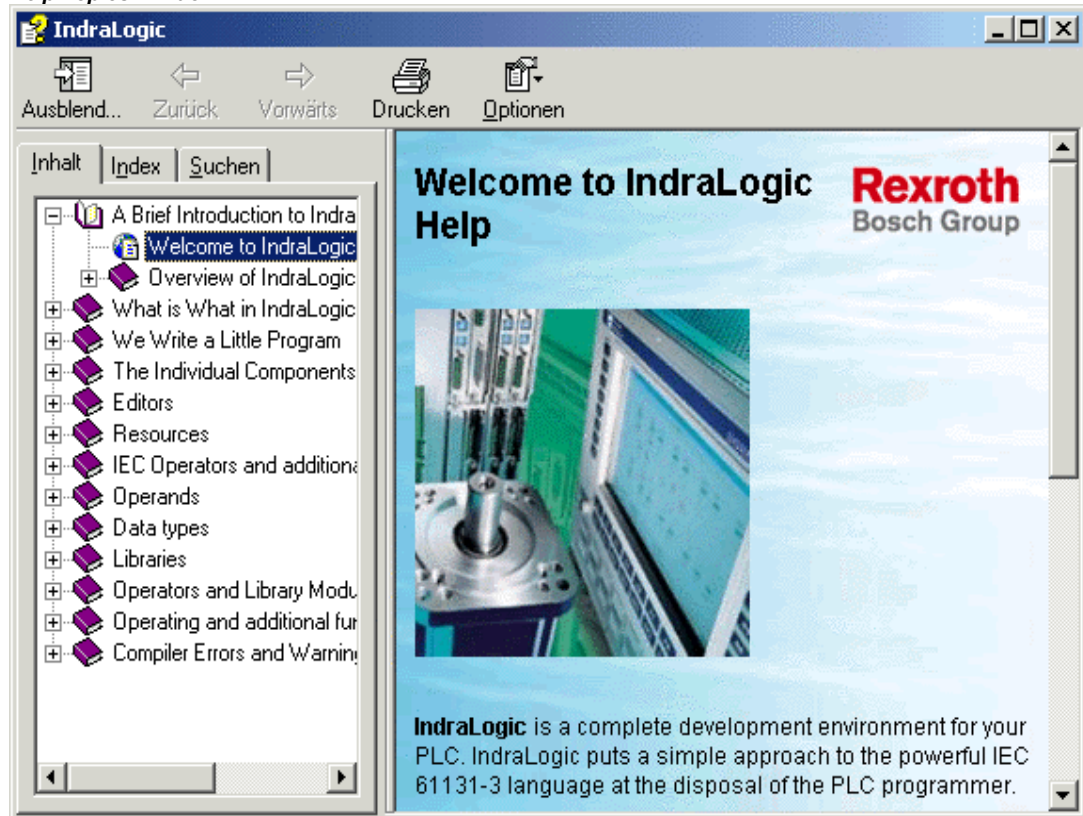 IndraLogic
Ausblend... Zurück Vorwärts Drucken Optionen
Inhalt Index Suchen
A Brief Introduction to Indra
Welcome to IndraLogic
Overview of IndraLogic
What is What in IndraLogic
We Write a Little Program
The Individual Components
Editors
Resources
IEC Operators and additiona
Operands
Data types
Libraries
Operators and Library Modu
Operating and additional fur
Compiler Errors and Warning
Welcome to IndraLogic
Help
Rexroth
Bosch Group
IndraLogic is a complete development environment for your
PLC. IndraLogic puts a simple approach to the powerful IEC
61131-3 language at the disposal of the PLC programmer.